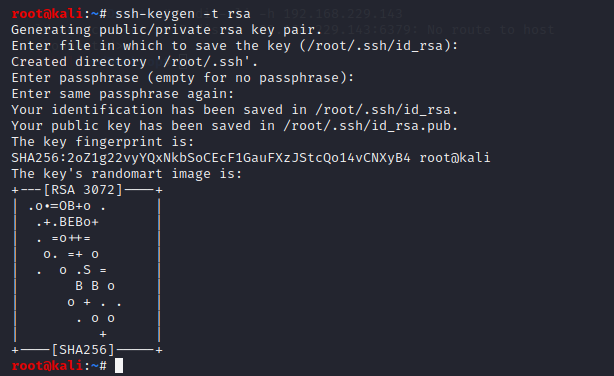 root@kali:~# ssh-keygen -t rsa
Generating public/private rsa key pair.
Enter file in which to save the key (/root/.ssh/id_rsa):
Created directory '/root/.ssh'.
Enter passphrase (empty for no passphrase):
Enter same passphrase again:
Your identification has been saved in /root/.ssh/id_rsa.
Your public key has been saved in /root/.ssh/id_rsa.pub.
The key fingerprint is:
SHA256:2oZ1g22vyYQxNkbSoCEcF1GauFXzJStcQo14vCNXyB4 root@kali
The key's randomart image is:
+---[RSA 3072]----+
| .o*=OB+o .      |
|  .+.BEBo+       |
|  . =o++=        |
|   o. =+ o       |
|  .  o .S =      |
|       B B o     |
|      o + . .    |
|       . o o     |
|          +      |
+----[SHA256]-----+
root@kali:~#